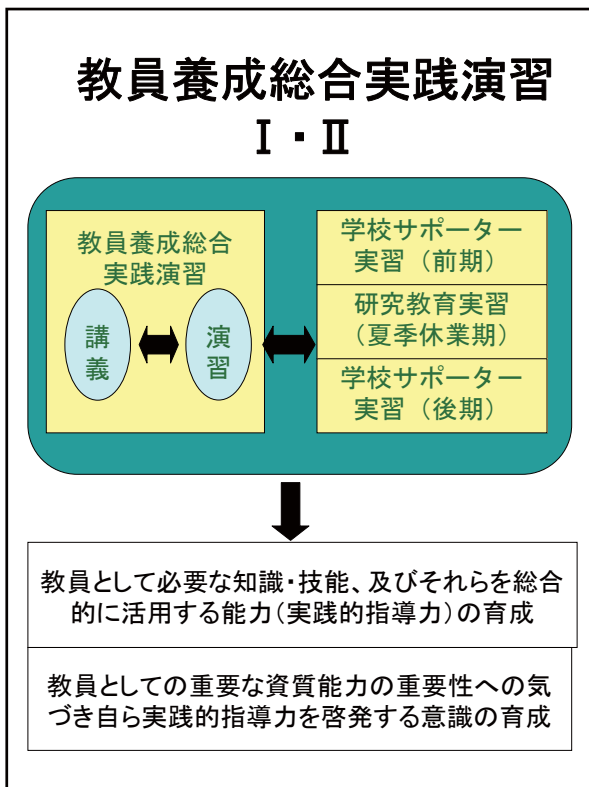 教員養成総合実践演習
Ⅰ・Ⅱ
教員養成総合
実践演習
講
義
演
習
学校サポーター
実習（前期）
研究教育実習
（夏季休業期）
学校サポーター
実習（後期）
教員として必要な知識・技能、及びそれらを総合
的に活用する能力（実践的指導力）の育成
教員としての重要な資質能力の重要性への気
づき自ら実践的指導力を啓発する意識の育成